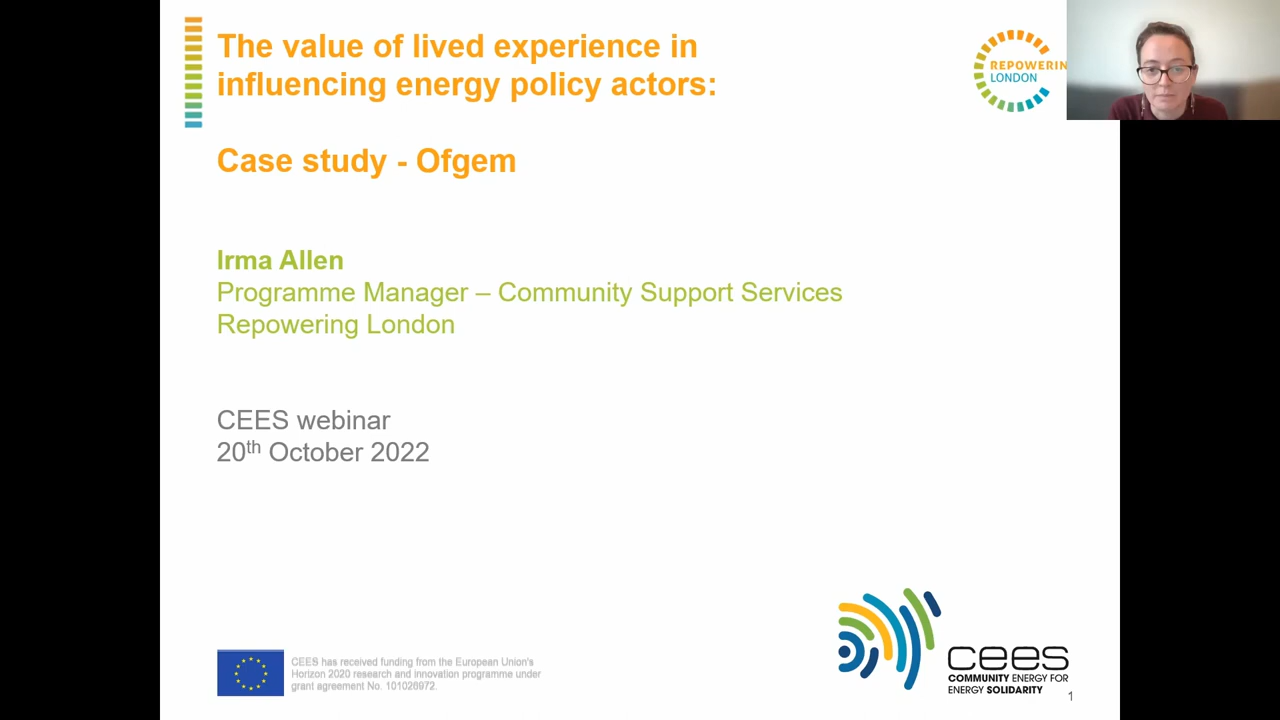 The value of lived experience in
influencing energy policy actors:
Case study - Ofgem
REPOWERIN
LONDON
Irma Allen
Programme Manager – Community Support Services
Repowering London
CEES webinar
20th October 2022
CEES has received funding from the European Union's
Horizon 2020 research and innovation programme under
grant agreement No. 101026972.
cees
COMMUNITY ENERGY FOR
ENERGY SOLIDARITY
1